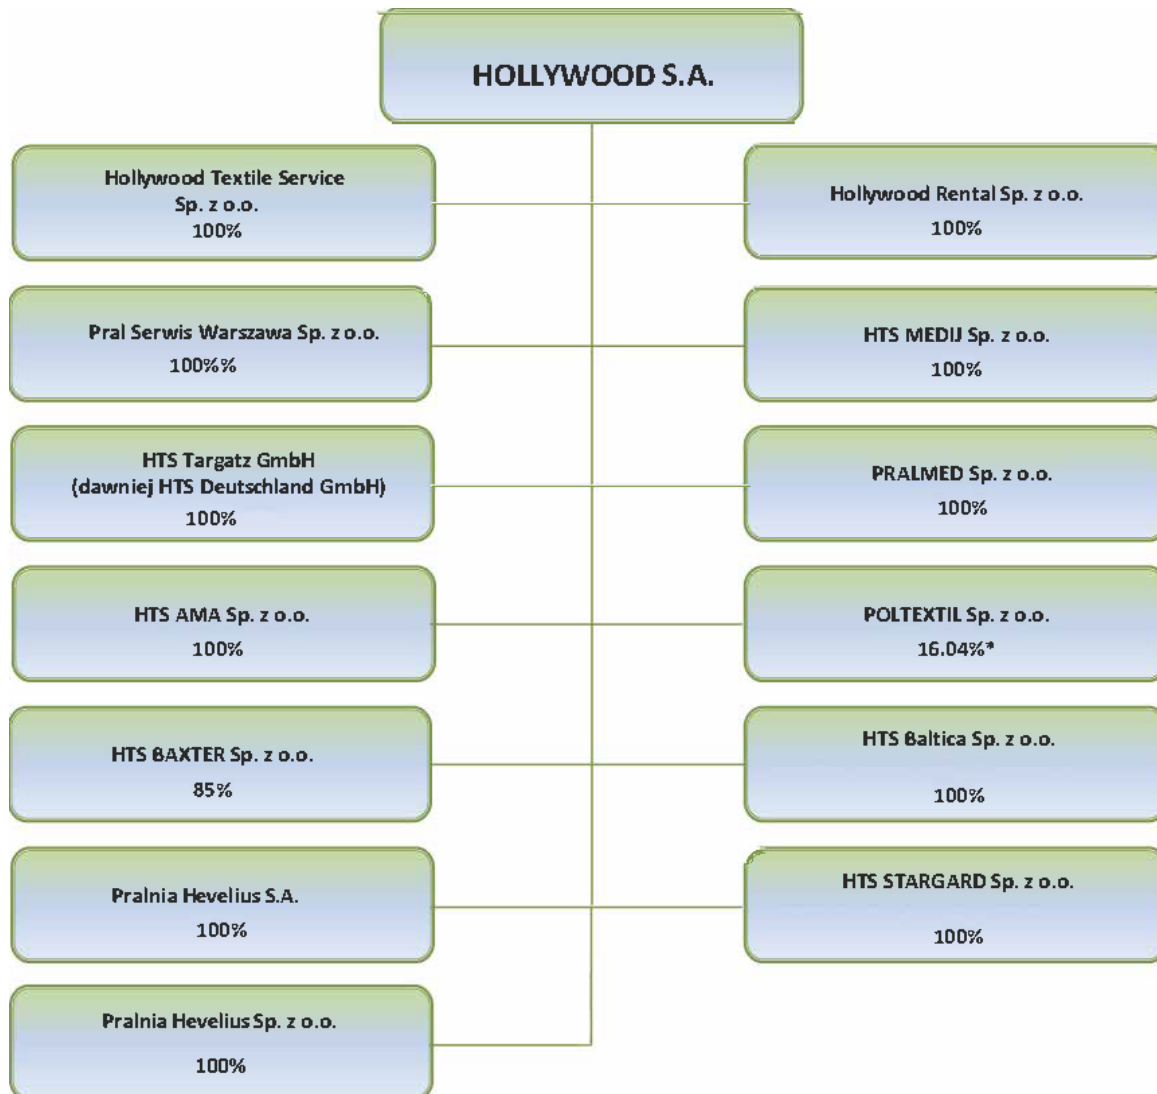 HOLLYWOOD S.A.
Hollywood Textile Service
Sp. z o.o.
100%
Hollywood Rental Sp. z o.o.
100%
Pral Serwis Warszawa Sp. z o.o.
100%%
HTS MEDIJ Sp. z o.o.
100%
HTS Targatz GmbH
(dawniej HTS Deutschland GmbH)
100%
PRALMED Sp. z o.o.
100%
HTS AMA Sp. z o.o.
100%
POLTEXTIL Sp. z o.o.
16.04%*
HTS BAXTER Sp. z o.o.
85%
HTS Baltica Sp. z o.o.
100%
Pralnia Hevelius S.A.
100%
HTS STARGARD Sp. z o.o.
100%
Pralnia Hevelius Sp. z o.o.
100%